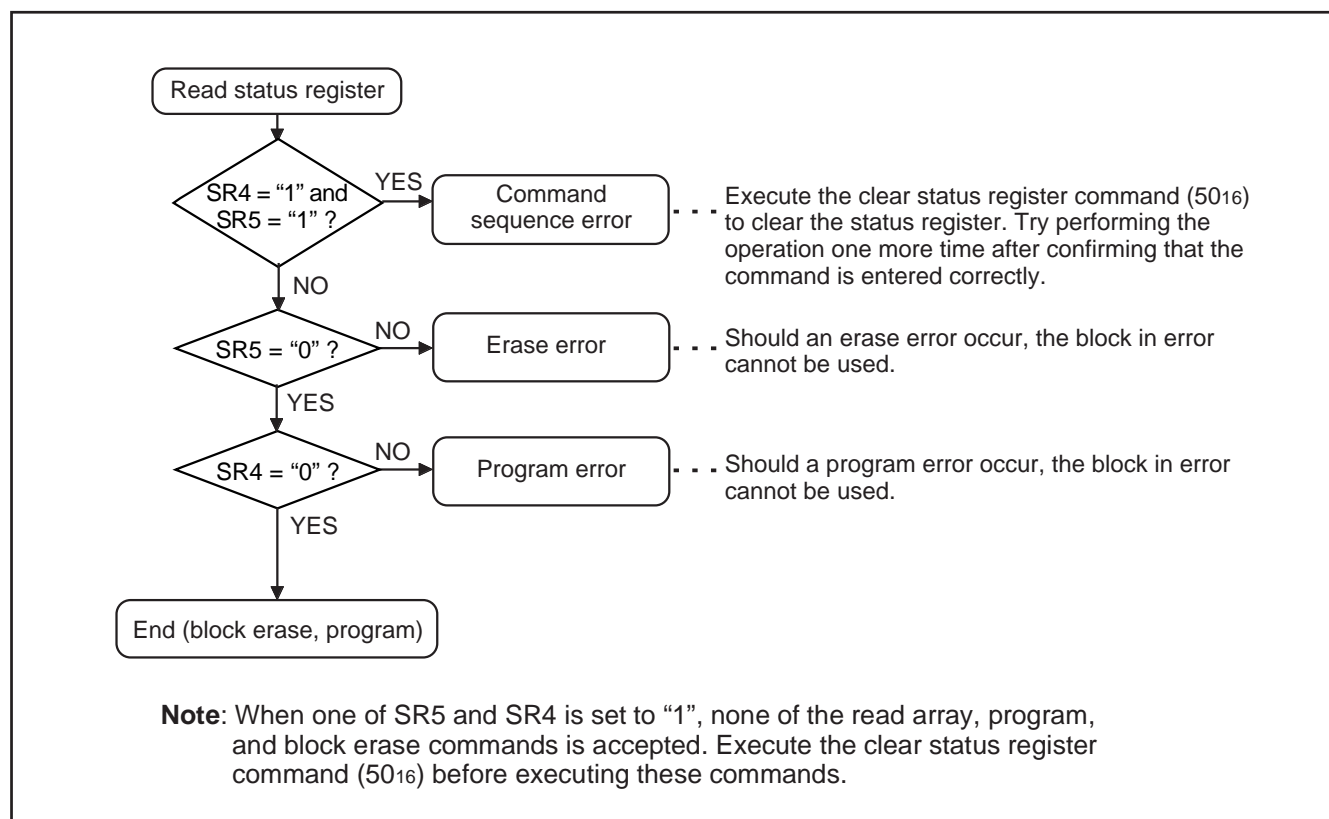 Read status register
SR4 = “1” and
SR5 = “1” ?
YES
Command
sequence error
Execute the clear status register command (5016)
to clear the status register. Try performing the
operation one more time after confirming that the
command is entered correctly.
NO
SR5 = “0” ?
NO
Erase error
Should an erase error occur, the block in error
cannot be used.
YES
SR4 = “0” ?
NO
Program error
Should a program error occur, the block in error
cannot be used.
YES
End (block erase, program)
Note: When one of SR5 and SR4 is set to “1”, none of the read array, program,
and block erase commands is accepted. Execute the clear status register
command (5016) before executing these commands.